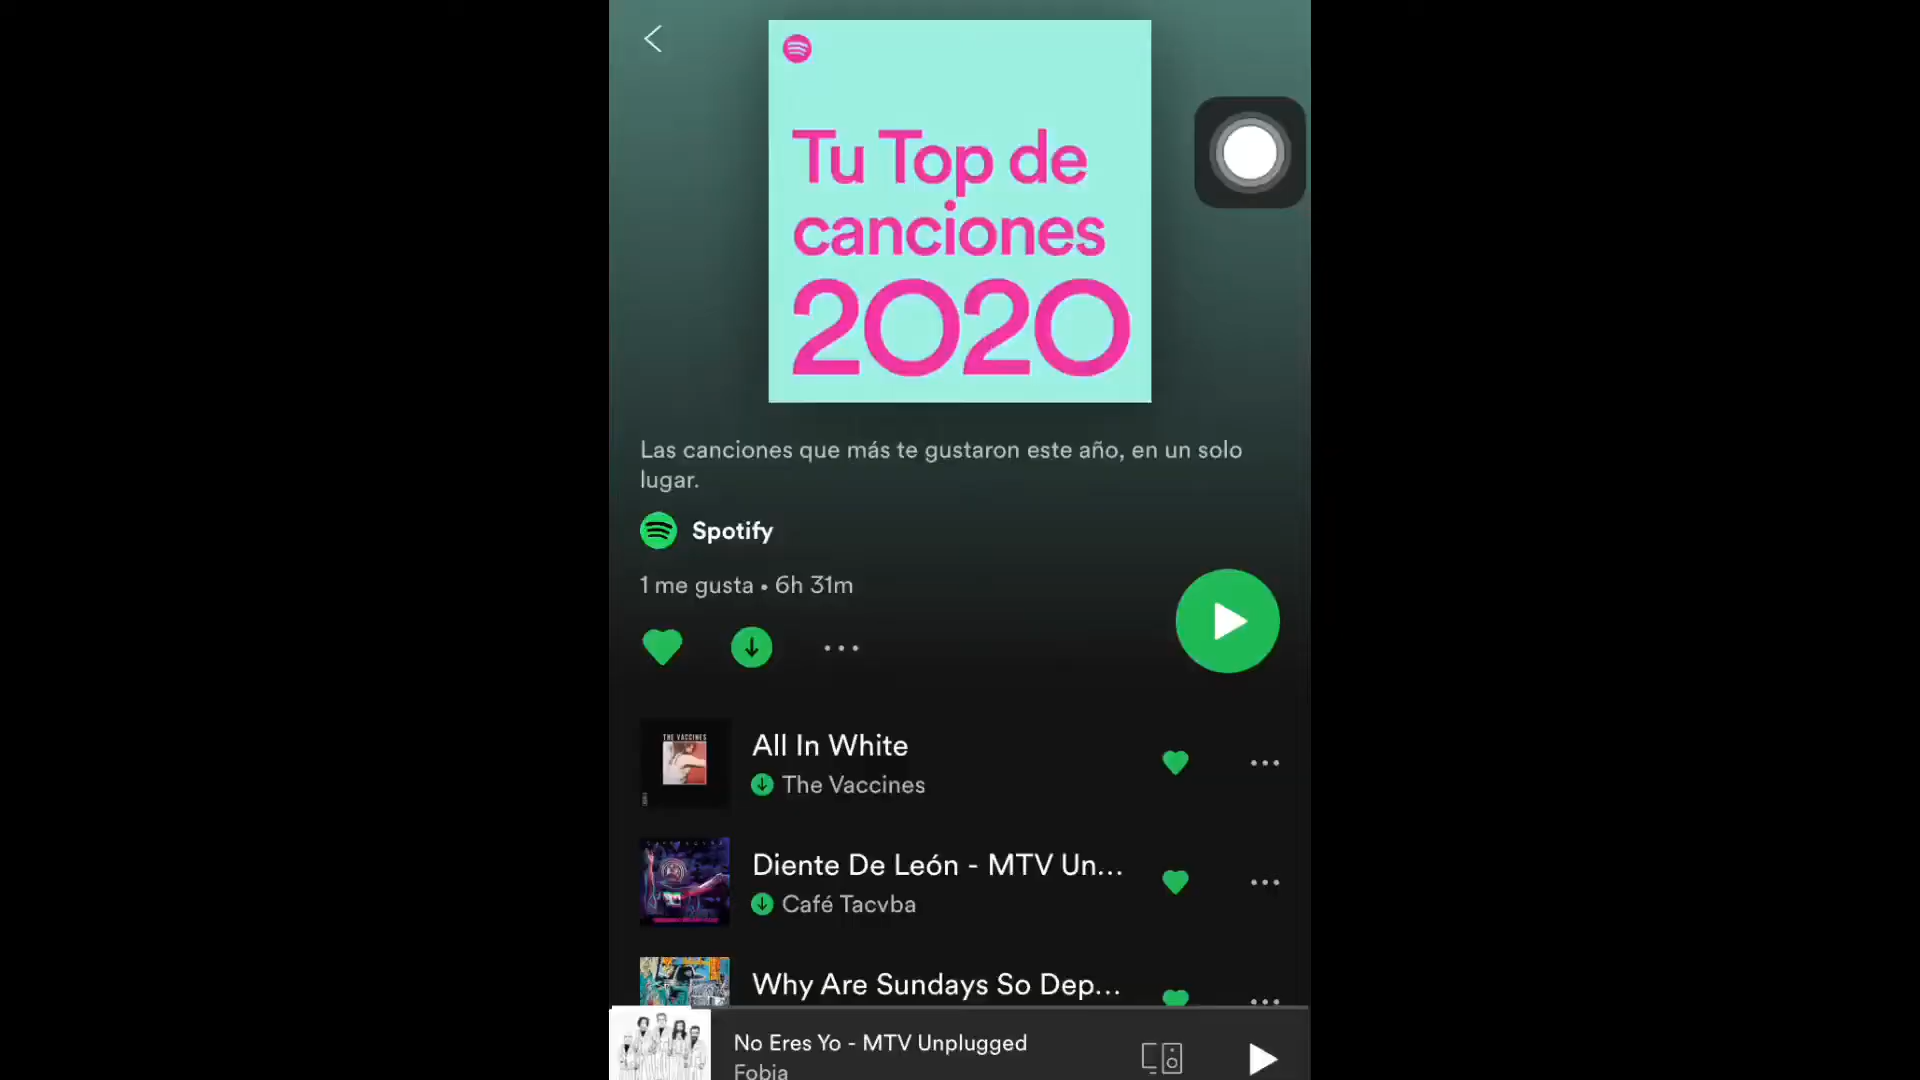 Tu Top de
canciones
2020
Las canciones que más te gustaron este año, en un solo
lugar.
Spotify
1 me gusta • 6h 31m
THE VACCINES
All In White
The Vaccines
Diente De León - MTV Un...
Café Tacvba
Why Are Sundays So Dep...
No Eres Yo - MTV Unplugged
Fobia